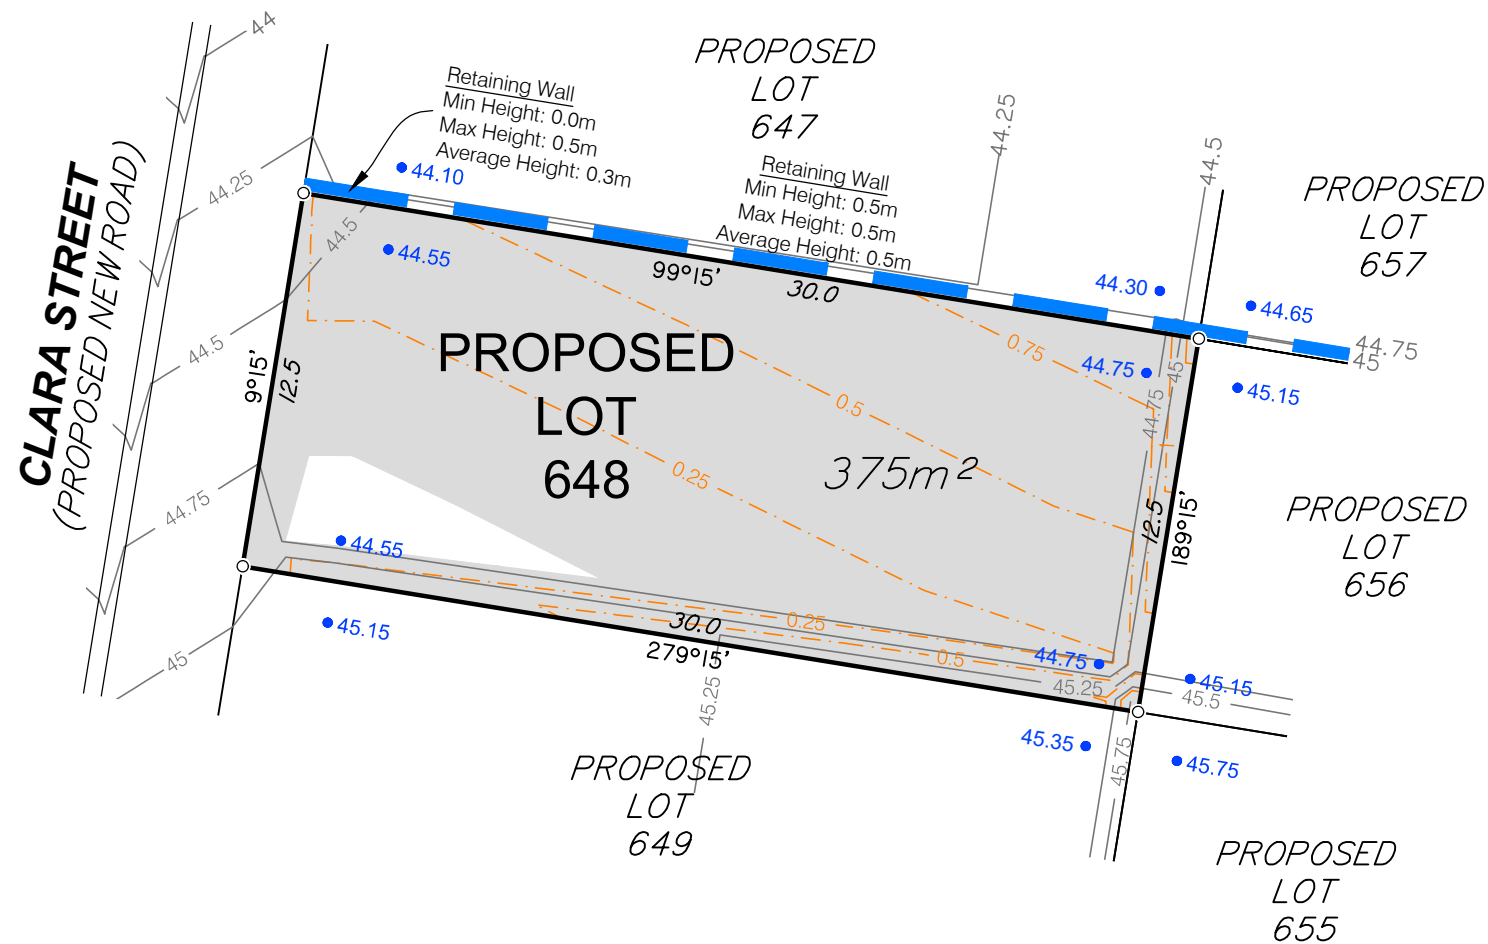 44
PROPOSED
LOT
647
Retaining Wall
Min Height: 0.0m
Max Height: 0.5m
Average Height: 0.3m
44.10
44.25
44.5
Retaining Wall
Min Height: 0.5m
Max Height: 0.5m
Average Height: 0.5m
PROPOSED
LOT
657
CLARA STREET
(PROPOSED NEW ROAD)
44.25
44.5
44.55
99°15'
30.0
44.30
44.65
44.75
45
44.5
9°15'
12.5
PROPOSED
LOT
648
0.75
44.75
45
45.15
0.5
44.75
0.25
375m²
12.5
189°15'
PROPOSED
LOT
656
44.75
44.55
45.15
45
30.0
279°15'
0.25
0.5
44.75
45.25
45.15
45.5
45.25
45.35
45.75
45.75
PROPOSED
LOT
649
PROPOSED
LOT
655